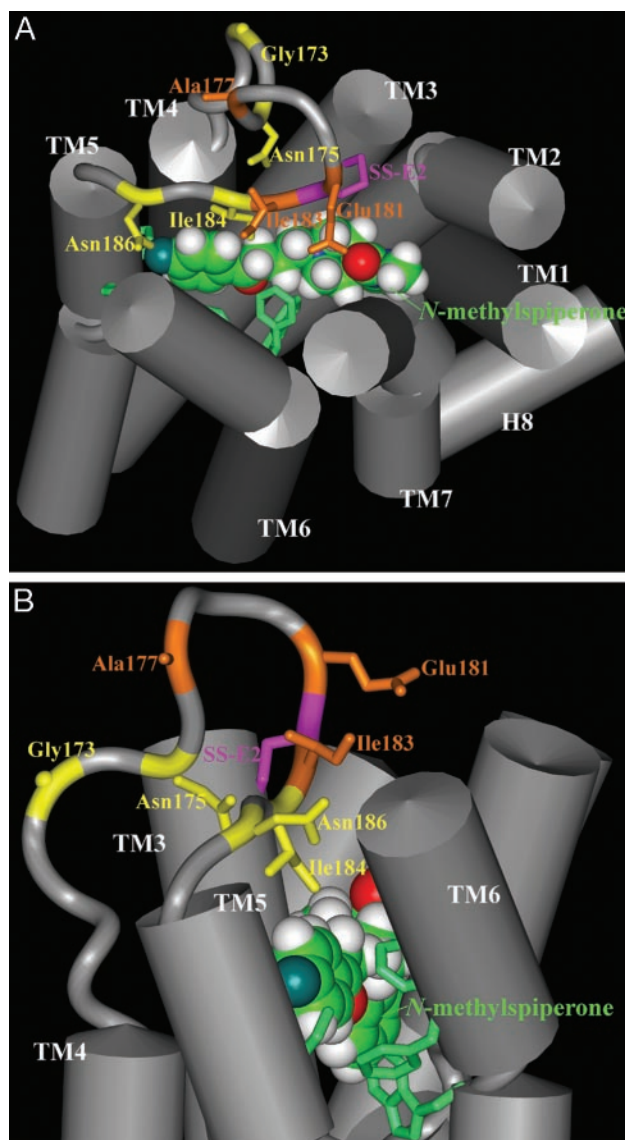 A
Gly173
Ala177
TM4
TM3
TM5
Asn175
TM2
SS-E2
Ile184
Ile183
Glu181
Asn186
TM1
N-methylspiperone
H8
TM7
TM6
B
Ala177
Glu181
Gly173
SS-E2
Ile183
Asn175
Asn186
TM3
Ile184
TM5
TM6
N-methylspiperone
TM4